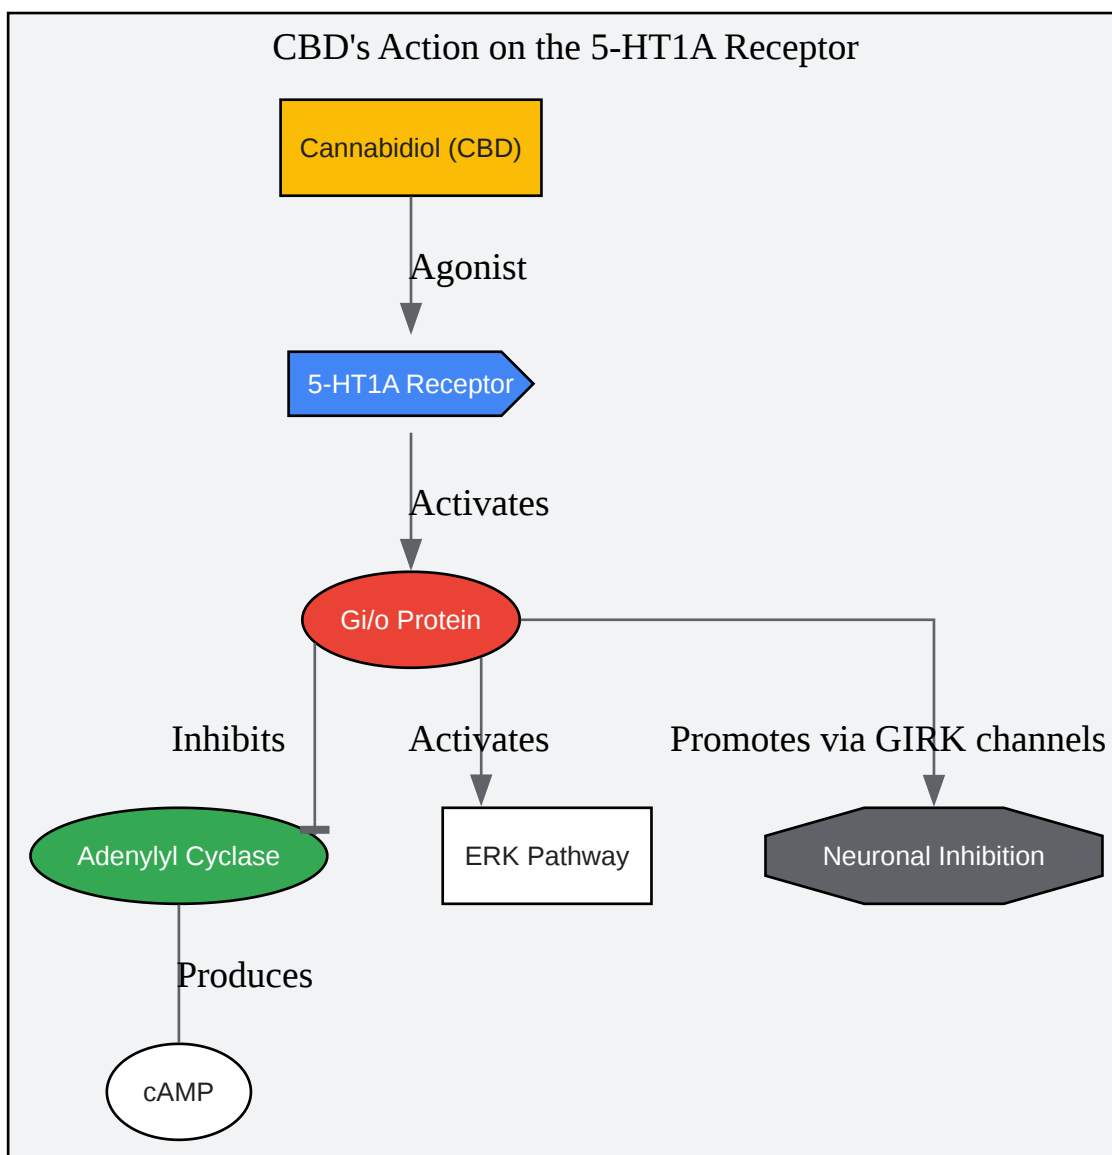 CBD's Action on the 5-HT1A Receptor
Cannabidiol (CBD)
Agonist
5-HT1A Receptor
Activates
Gi/o Protein
Inhibits
Activates
Promotes via GIRK channels
Adenylyl Cyclase
ERK Pathway
Neuronal Inhibition
Produces
cAMP